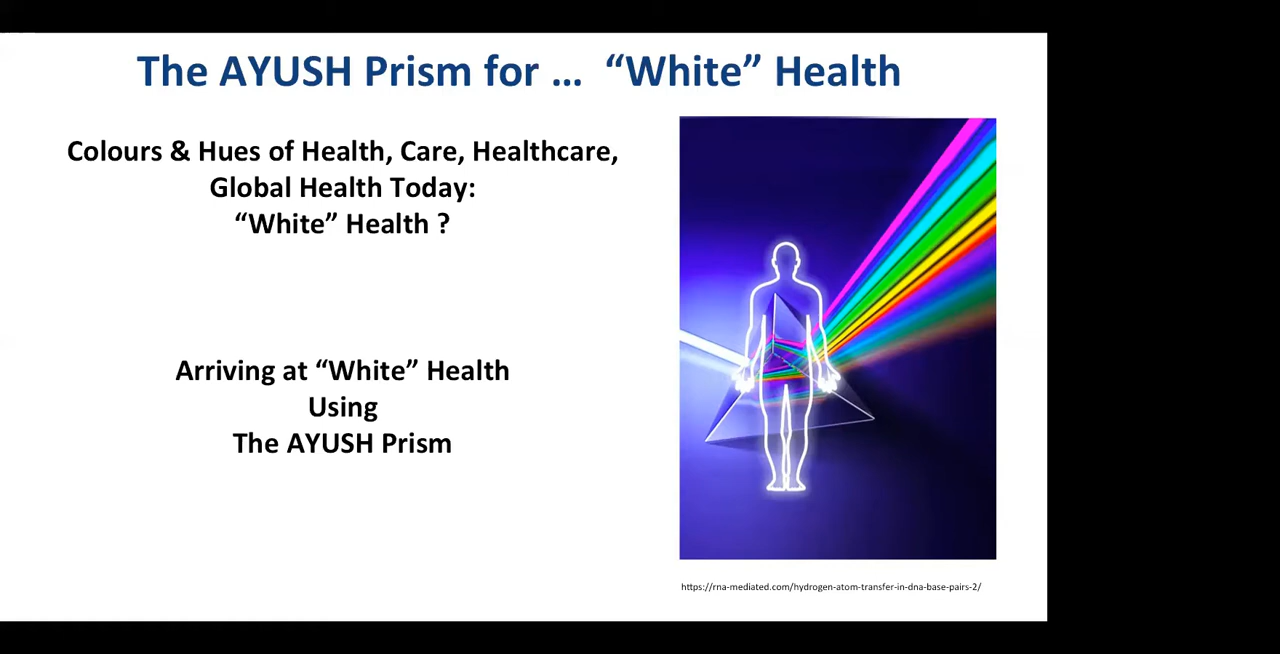 The AYUSH Prism for ... “White” Health
Colours & Hues of Health, Care, Healthcare,
Global Health Today:
“White” Health ?
Arriving at “White” Health
Using
The AYUSH Prism
https://rna-mediated.com/hydrogen-atom-transfer-in-dna-base-pairs-2/